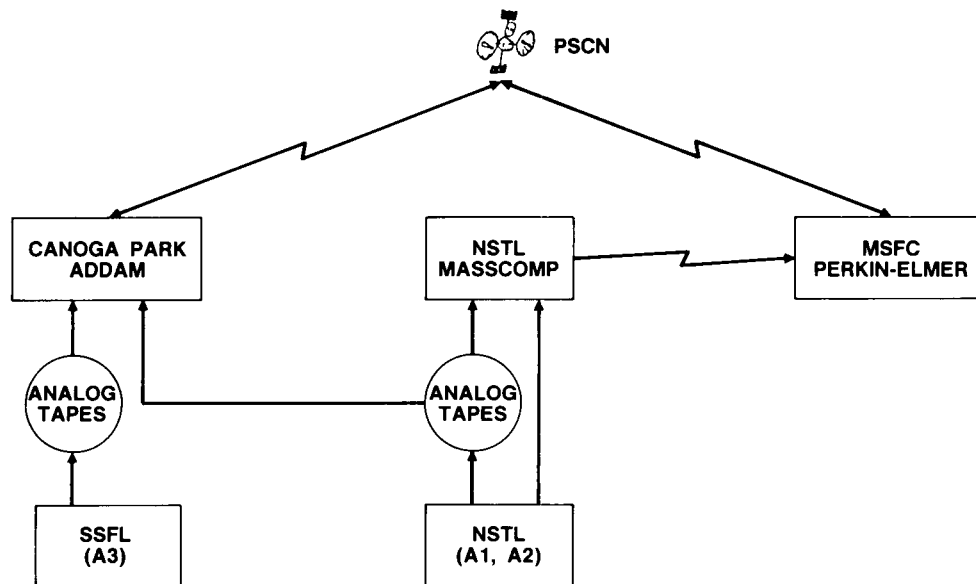 PSCN
CANOGA PARK
ADDAM
NSTL
MASSCOMP
MSFC
PERKIN-ELMER
ANALOG
TAPES
ANALOG
TAPES
SSFL
(A3)
NSTL
(A1, A2)